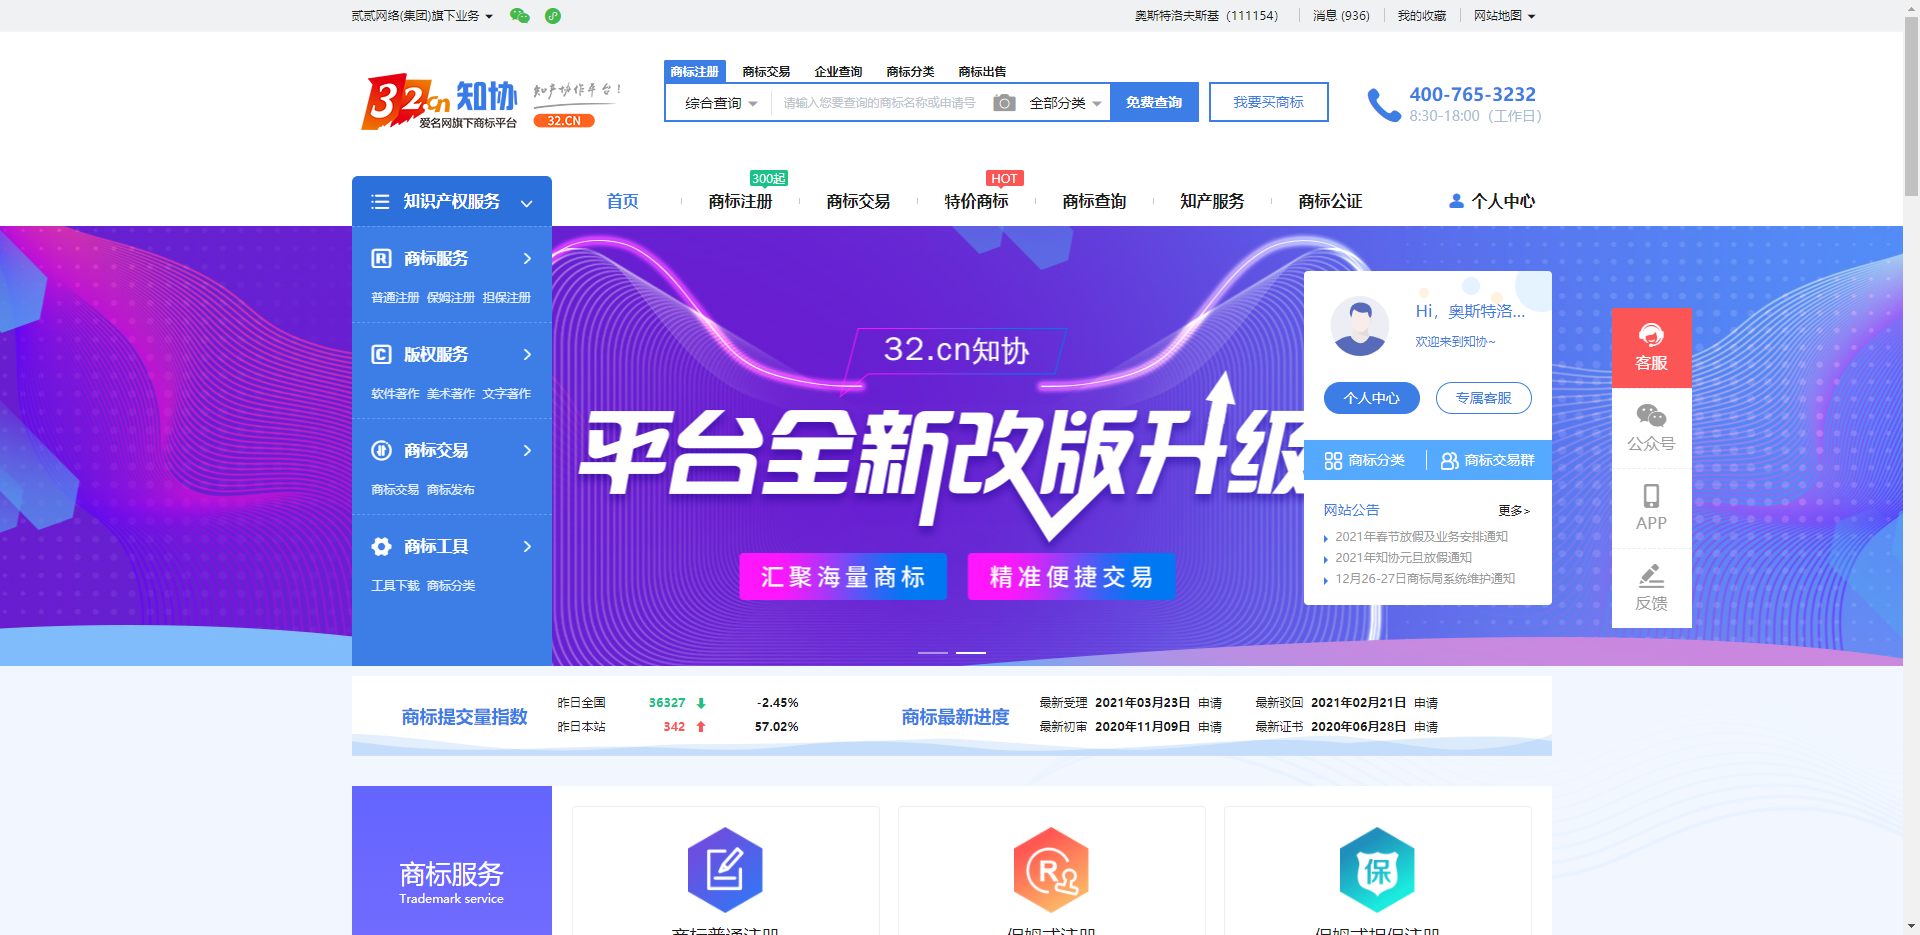 贰贰网络(集团)旗下业务
奥斯特洛夫斯基（111154）
消息 (936)
我的收藏
网站地图
32.cn 知协
爱名网旗下商标平台
知产协作平台！
32.CN
商标注册 商标交易 企业查询 商标分类 商标出售
综合查询 请输入您要查询的商标名称或申请号 全部分类 免费查询
我要买商标
400-765-3232
8:30-18:00（工作日）
300起
HOT
知识产权服务
首页 商标注册 商标交易 特价商标 商标查询 知产服务 商标公证
个人中心
商标服务
普通注册 保姆注册 担保注册
版权服务
软件著作 美术著作 文字著作
商标交易
商标交易 商标发布
商标工具
工具下载 商标分类
32.cn知协
平台全新改版升级
汇聚海量商标
精准便捷交易
Hi，奥斯特洛...
欢迎来到知协~
个人中心
专属客服
商标分类
商标交易群
网站公告
更多>
2021年春节放假及业务安排通知
2021年知协元旦放假通知
12月26-27日商标局系统维护通知
客服
公众号
APP
反馈
商标提交量指数
昨日全国 36327 -2.45%
昨日本站 342 57.02%
商标最新进度
最新受理 2021年03月23日 申请
最新驳回 2021年02月21日 申请
最新初审 2020年11月09日 申请
最新证书 2020年06月28日 申请
商标服务
Trademark service
R
保
商标普通注册
保姆式注册
保姆式担保注册